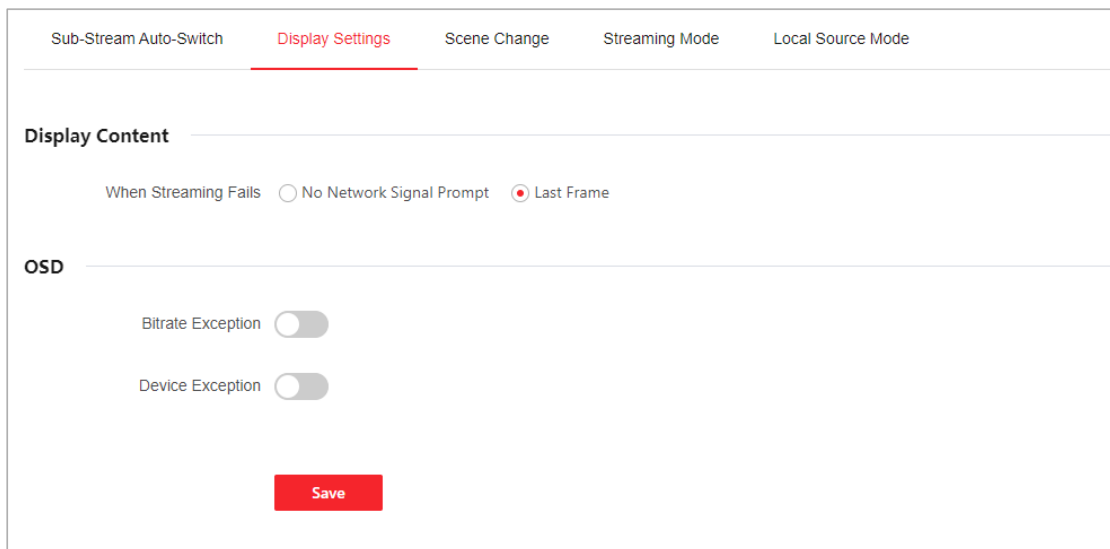 Sub-Stream Auto-Switch Display Settings Scene Change Streaming Mode Local Source Mode
Display Content
When Streaming Fails No Network Signal Prompt Last Frame
OSD
Bitrate Exception
Device Exception
Save